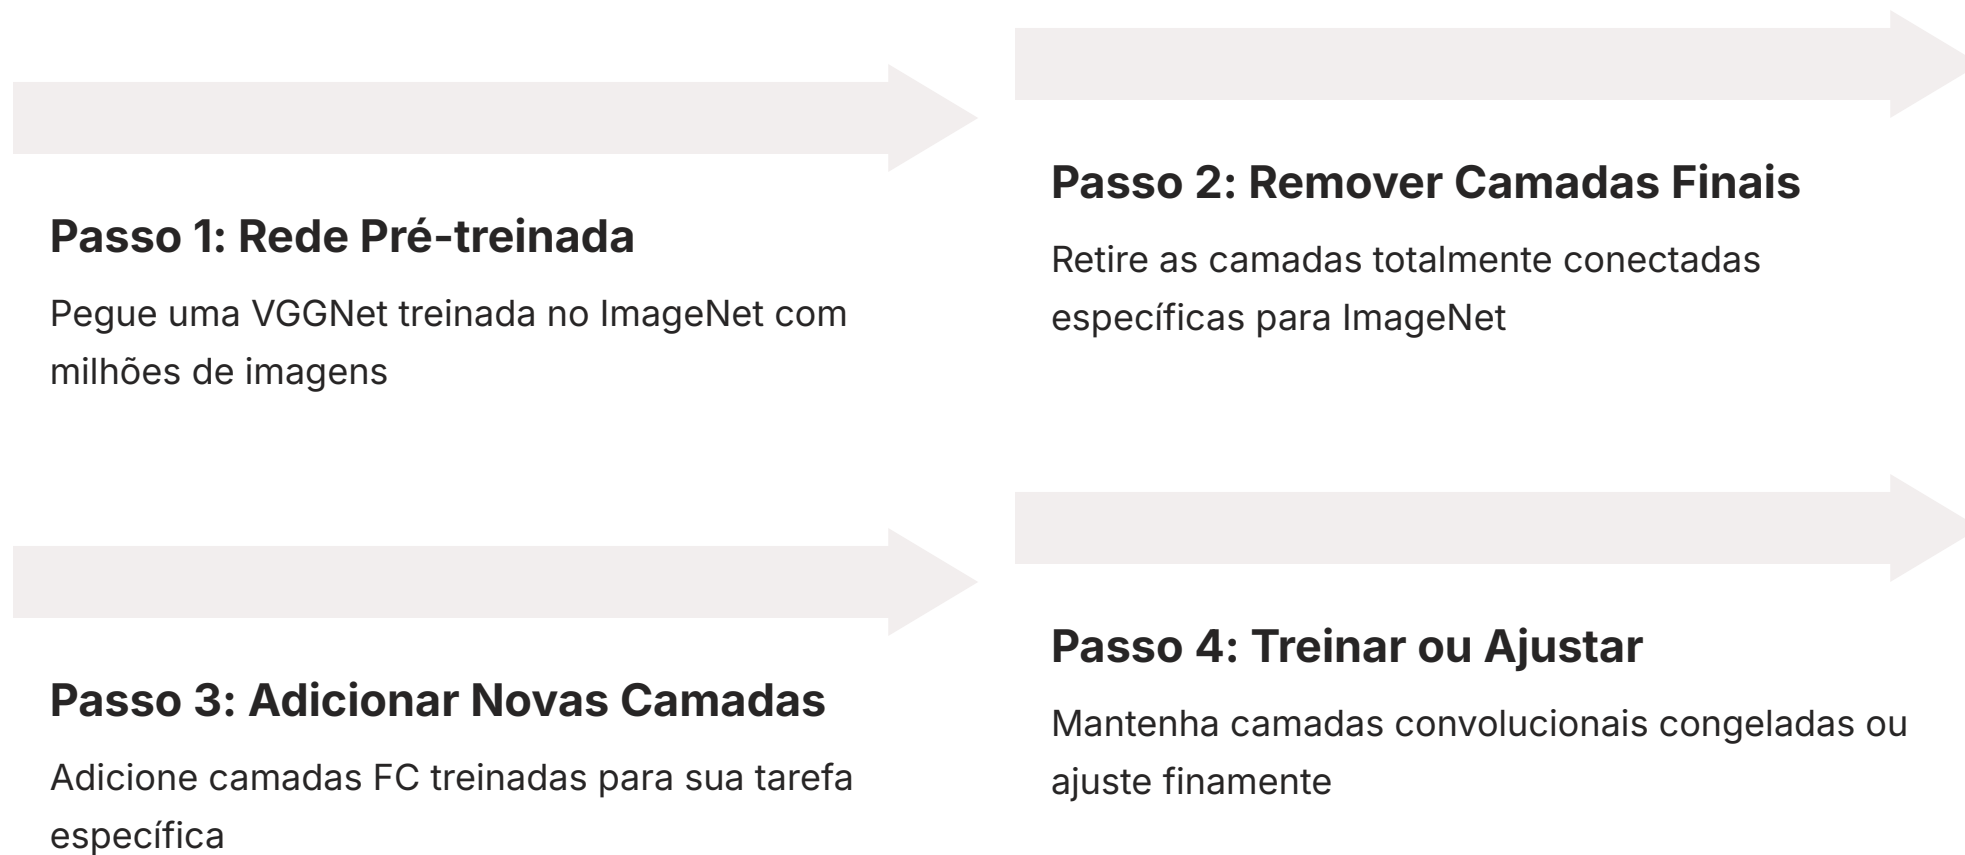 Passo 1: Rede Pré-treinada
Pegue uma VGGNet treinada no ImageNet com
milhões de imagens
Passo 2: Remover Camadas Finais
Retire as camadas totalmente conectadas
específicas para ImageNet
Passo 3: Adicionar Novas Camadas
Adicione camadas FC treinadas para sua tarefa
específica
Passo 4: Treinar ou Ajustar
Mantenha camadas convolucionais congeladas ou
ajuste finamente